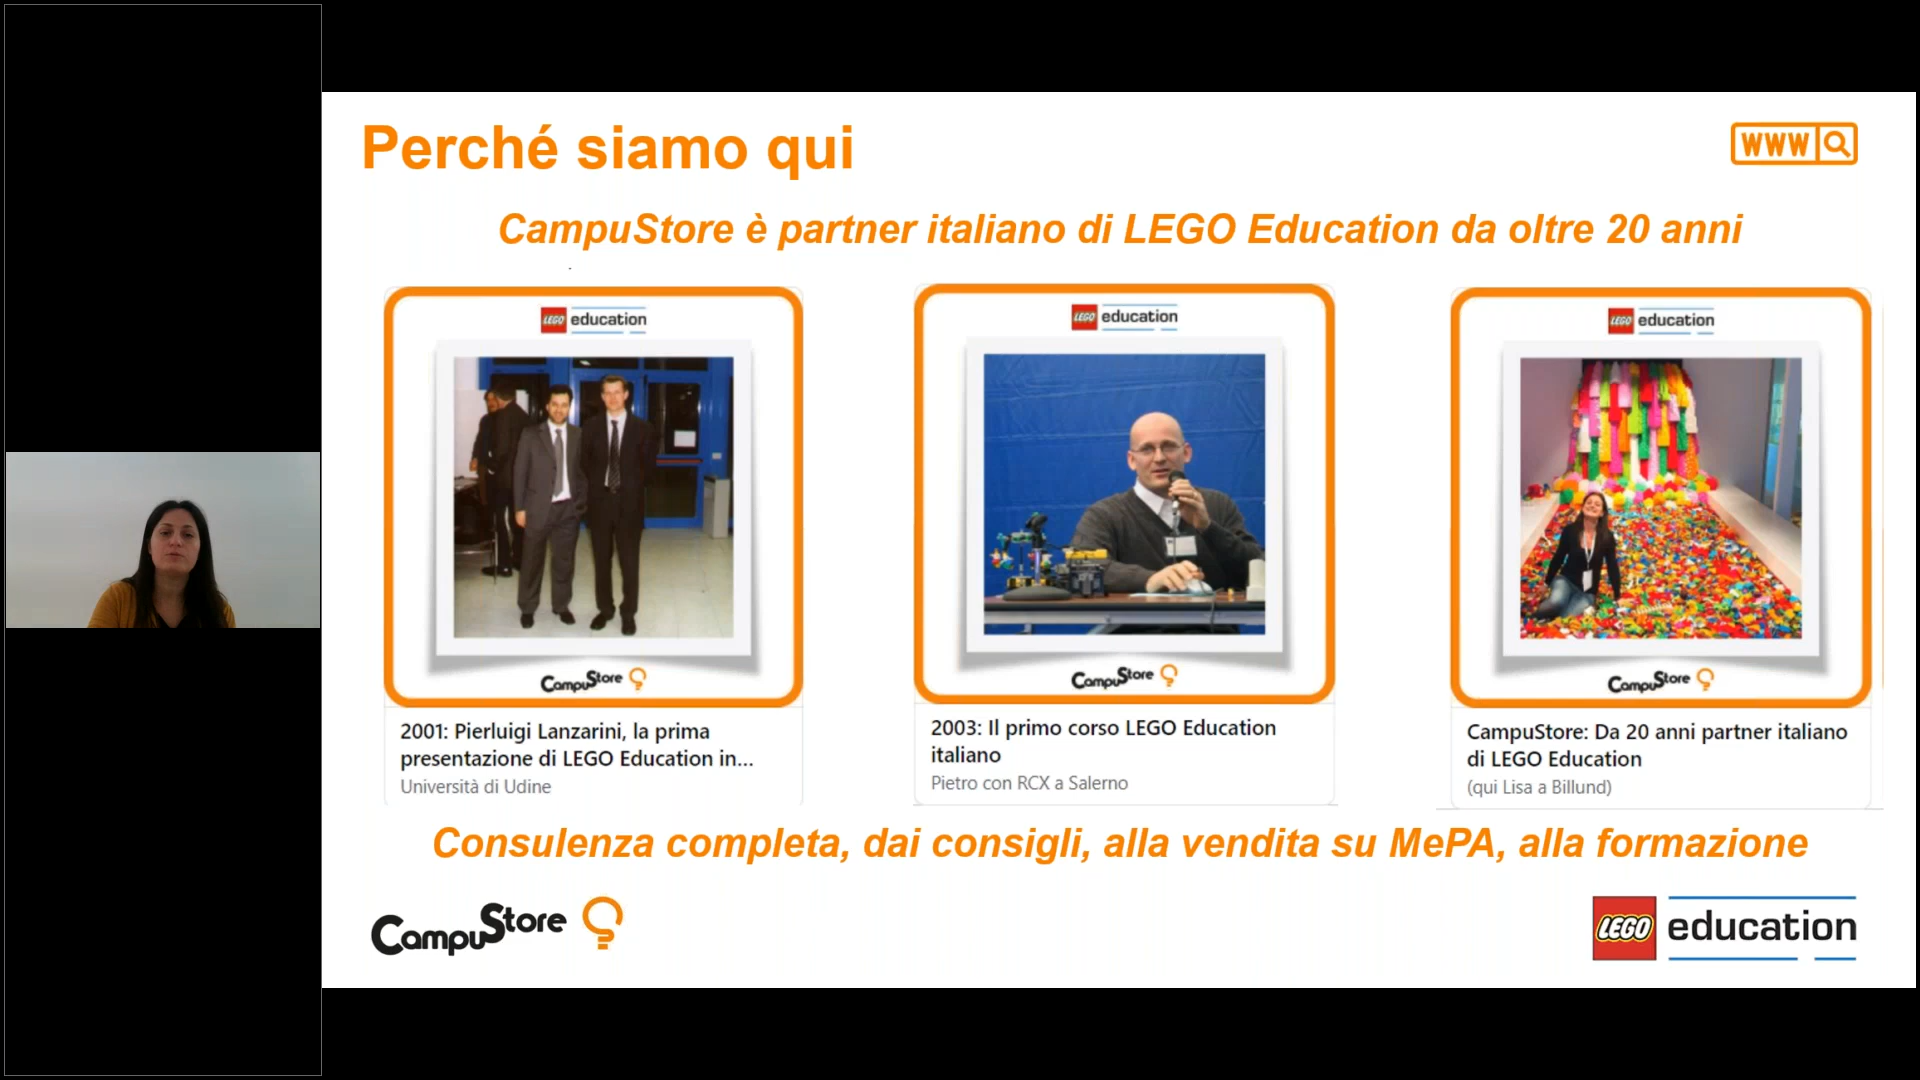 Perché siamo qui
WWW
CampuStore è partner italiano di LEGO Education da oltre 20 anni
LEGO education
LEGO education
LEGO education
CampuStore
CampuStore
CampuStore
2001: Pierluigi Lanzarini, la prima
presentazione di LEGO Education in...
Università di Udine
2003: Il primo corso LEGO Education
italiano
Pietro con RCX a Salerno
CampuStore: Da 20 anni partner italiano
di LEGO Education
(qui Lisa a Billund)
Consulenza completa, dai consigli, alla vendita su MePA, alla formazione
CampuStore
LEGO education